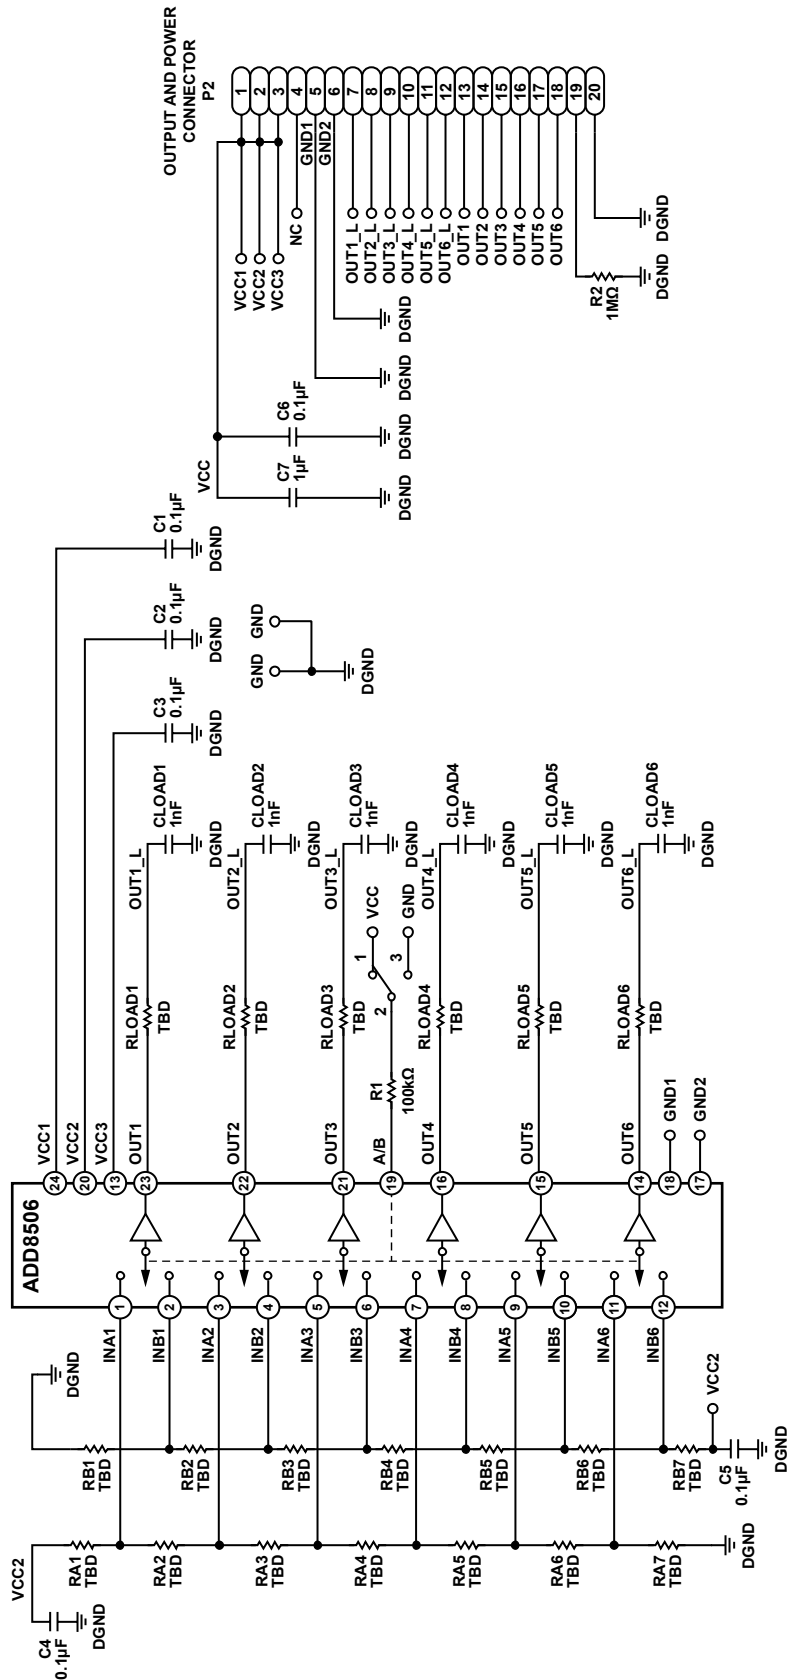 OUTPUT AND POWER
CONNECTOR
P2
1
2
3
4
5
6
7
8
9
10
11
12
13
14
15
16
17
18
19
20
GND1
GND2
VCC1
VCC2
VCC3
NC
OUT1_L
OUT2_L
OUT3_L
OUT4_L
OUT5_L
OUT6_L
OUT1
OUT2
OUT3
OUT4
OUT5
OUT6
R2
1MΩ
DGND
DGND
DGND
DGND
C6
0.1µF
DGND
C7
1µF
DGND
VCC
C1
0.1µF
DGND
C2
0.1µF
DGND
C3
0.1µF
DGND
GND
GND
DGND
OUT1_L
CLOAD1
1nF
DGND
OUT2_L
CLOAD2
1nF
DGND
OUT3_L
CLOAD3
1nF
DGND
OUT4_L
CLOAD4
1nF
DGND
OUT5_L
CLOAD5
1nF
DGND
OUT6_L
CLOAD6
1nF
DGND
VCC
GND
1
2
3
RLOAD1
TBD
RLOAD2
TBD
RLOAD3
TBD
RLOAD4
TBD
RLOAD5
TBD
RLOAD6
TBD
R1
100kΩ
VCC1
VCC2
VCC3
OUT1
OUT2
OUT3
A/B
OUT4
OUT5
OUT6
GND1
GND2
24
20
13
23
22
21
19
16
15
14
18
17
ADD8506
1
2
3
4
5
6
7
8
9
10
11
12
INA1
INB1
INA2
INB2
INA3
INB3
INA4
INB4
INA5
INB5
INA6
INB6
DGND
RB1
TBD
RB2
TBD
RB3
TBD
RB4
TBD
RB5
TBD
RB6
TBD
RB7
TBD
VCC2
C5
0.1µF
DGND
VCC2
RA1
TBD
RA2
TBD
RA3
TBD
RA4
TBD
RA5
TBD
RA6
TBD
RA7
TBD
DGND
C4
0.1µF
DGND